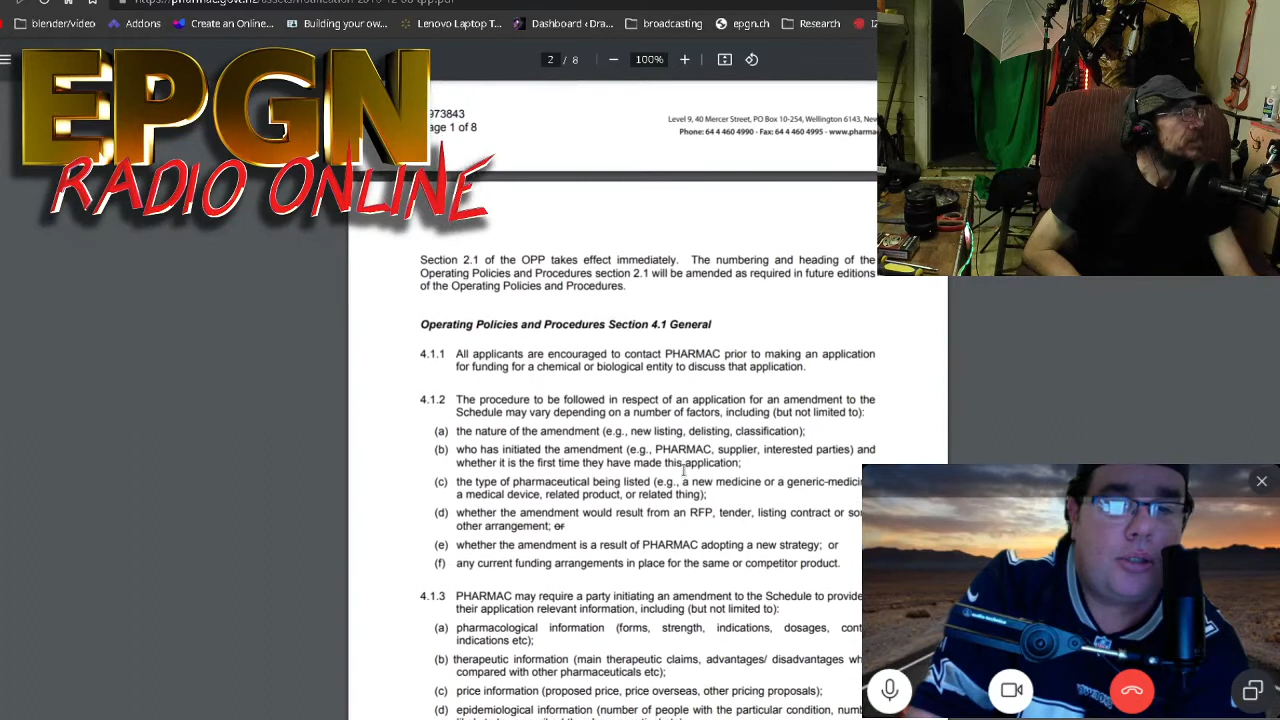 https://pharmac.govt.nz/assets/notification-2016-12-08-tpp.pdf
blender/video
Addons
Create an Online...
Building your ow...
Lenovo Laptop T...
Dashboard ‹ Dra...
broadcasting
epgn.ch
Research
2 / 8
100%
EPGN
RADIO ONLINE
973843
age 1 of 8
Level 9, 40 Mercer Street, PO Box 10-254, Wellington 6143, New
Phone: 64 4 460 4990 - Fax: 64 4 460 4995 - www.pharma
Section 2.1 of the OPP takes effect immediately. The numbering and heading of the
Operating Policies and Procedures section 2.1 will be amended as required in future editions
of the Operating Policies and Procedures.
Operating Policies and Procedures Section 4.1 General
4.1.1 All applicants are encouraged to contact PHARMAC prior to making an application
for funding for a chemical or biological entity to discuss that application.
4.1.2 The procedure to be followed in respect of an application for an amendment to the
Schedule may vary depending on a number of factors, including (but not limited to):
(a) the nature of the amendment (e.g., new listing, delisting, classification);
(b) who has initiated the amendment (e.g., PHARMAC, supplier, interested parties) and
whether it is the first time they have made this application;
(c) the type of pharmaceutical being listed (e.g., a new medicine or a generic-medicin
a medical device, related product, or related thing);
(d) whether the amendment would result from an RFP, tender, listing contract or so
other arrangement; or
(e) whether the amendment is a result of PHARMAC adopting a new strategy; or
(f) any current funding arrangements in place for the same or competitor product.
4.1.3 PHARMAC may require a party initiating an amendment to the Schedule to provide
their application relevant information, including (but not limited to):
(a) pharmacological information (forms, strength, indications, dosages, cont
indications etc);
(b) therapeutic information (main therapeutic claims, advantages/ disadvantages wh
compared with other pharmaceuticals etc);
(c) price information (proposed price, price overseas, other pricing proposals);
(d) epidemiological information (number of people with the particular condition, num